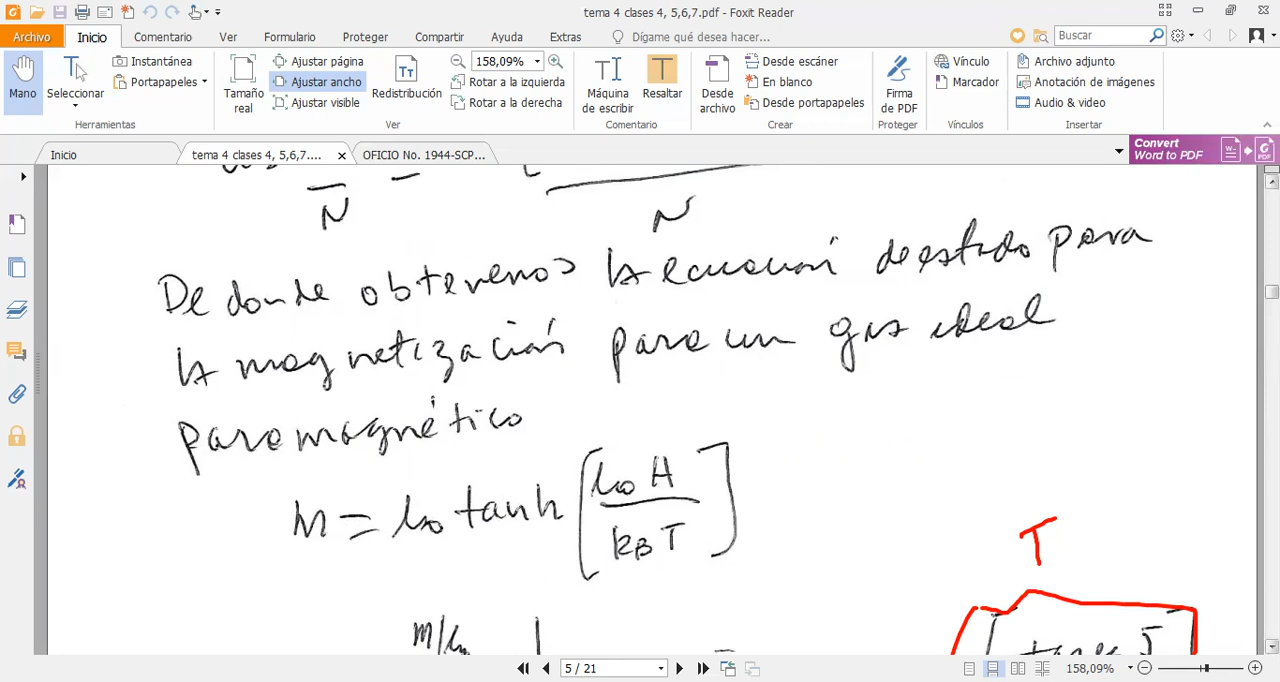 tema 4 clases 4, 5,6,7.pdf - Foxit Reader
Archivo Inicio Comentario Ver Formulario Proteger Compartir Ayuda Extras Dígame qué desea hacer... Buscar
Mano
Seleccionar
Instantánea
Portapapeles
Herramientas
Tamaño real
Ajustar página
Ajustar ancho
Ajustar visible
Redistribución
158,09%
Rotar a la izquierda
Rotar a la derecha
Ver
Máquina de escribir
Resaltar
Comentario
Desde archivo
Desde escáner
En blanco
Desde portapapeles
Crear
Firma de PDF
Proteger
Vínculo
Marcador
Vínculos
Archivo adjunto
Anotación de imágenes
Audio & video
Insertar
Inicio tema 4 clases 4, 5,6,7.... OFICIO No. 1944-SCP...
Convert Word to PDF
N N
De donde obtenemos la ecuación de estado para
la magnetización para un gas ideal
paramagnético
m = μ0 tanh [μ0 H / kB T]
T
5 / 21 158,09%